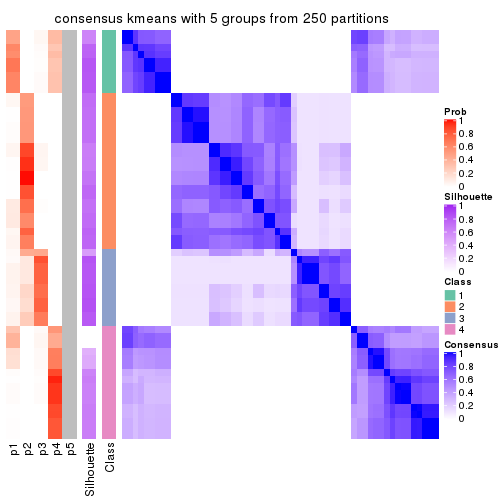 consensus kmeans with 5 groups from 250 partitions
Prob
1
0.8
0.6
0.4
0.2
0
Silhouette
1
0.8
0.6
0.4
0.2
0
Class
1
2
3
4
Consensus
1
0.8
0.6
0.4
0.2
0
p1
p2
p3
p4
p5
Silhouette
Class